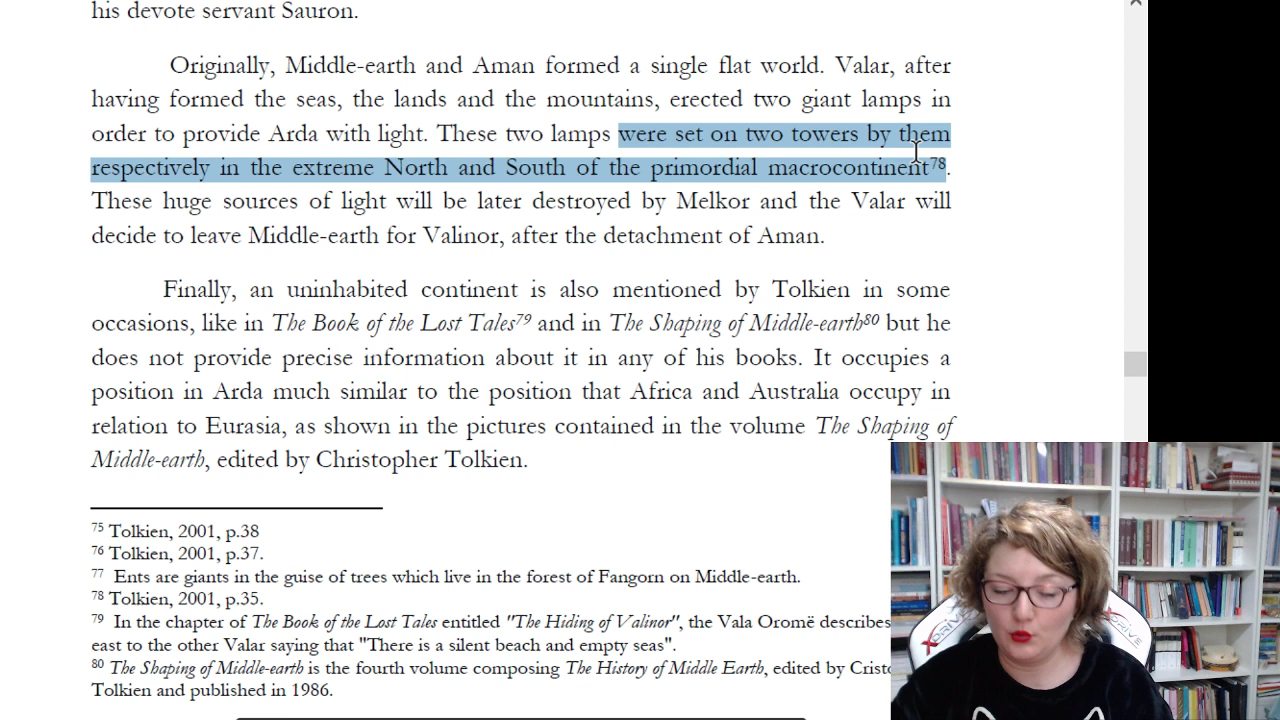 his devote servant Sauron.
Originally, Middle-earth and Aman formed a single flat world. Valar, after
having formed the seas, the lands and the mountains, erected two giant lamps in
order to provide Arda with light. These two lamps were set on two towers by them
respectively in the extreme North and South of the primordial macrocontinent78.
These huge sources of light will be later destroyed by Melkor and the Valar will
decide to leave Middle-earth for Valinor, after the detachment of Aman.
Finally, an uninhabited continent is also mentioned by Tolkien in some
occasions, like in The Book of the Lost Tales79 and in The Shaping of Middle-earth80 but he
does not provide precise information about it in any of his books. It occupies a
position in Arda much similar to the position that Africa and Australia occupy in
relation to Eurasia, as shown in the pictures contained in the volume The Shaping of
Middle-earth, edited by Christopher Tolkien.
75 Tolkien, 2001, p.38
76 Tolkien, 2001, p.37.
77 Ents are giants in the guise of trees which live in the forest of Fangorn on Middle-earth.
78 Tolkien, 2001, p.35.
79 In the chapter of The Book of the Lost Tales entitled "The Hiding of Valinor", the Vala Oromë describes
east to the other Valar saying that "There is a silent beach and empty seas".
80 The Shaping of Middle-earth is the fourth volume composing The History of Middle Earth, edited by Cristo
Tolkien and published in 1986.
XDRIVE
XDRIVE